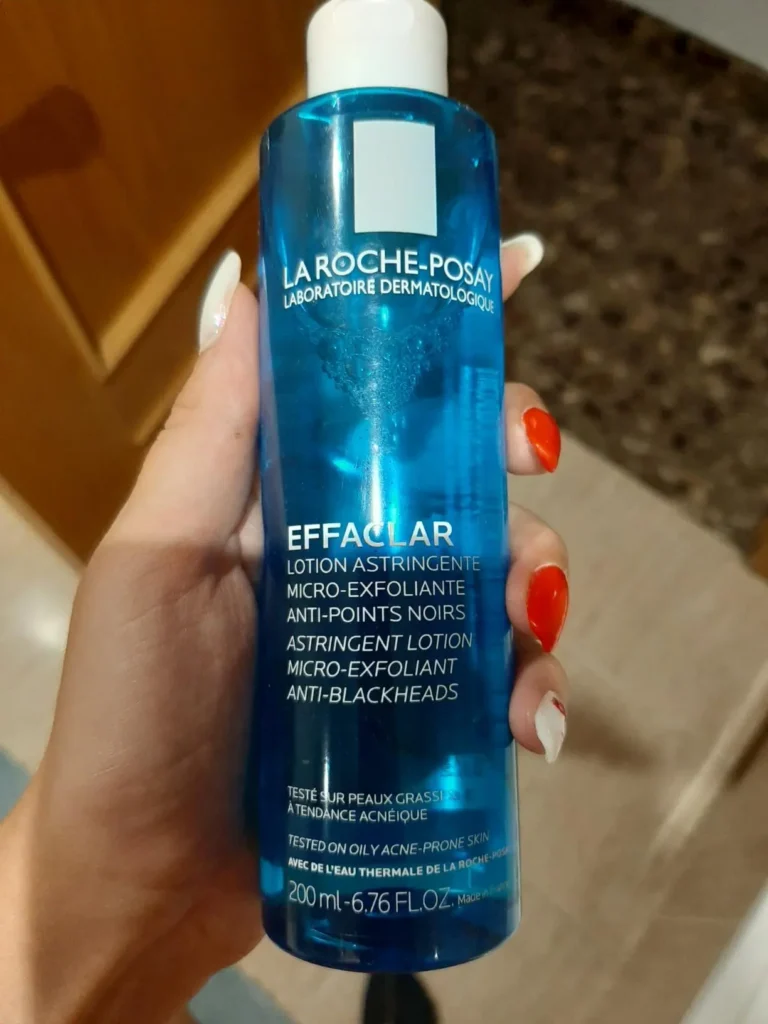 LA ROCHE-POSAY
LABORATOIRE DERMATOLOGIQUE
EFFACLAR
LOTION ASTRINGENTE
MICRO-EXFOLIANTE
ANTI-POINTS NOIRS
ASTRINGENT LOTION
MICRO-EXFOLIANT
ANTI-BLACKHEADS
TESTÉ SUR PEAUX
À TENDANCE ACNÉIQUE
TESTED ON OILY ACNE-PRONE SKIN
AVEC DE L'EAU THERMALE DE LA ROCHE-POSAY
200 ml-6.76 FL.OZ. Made in